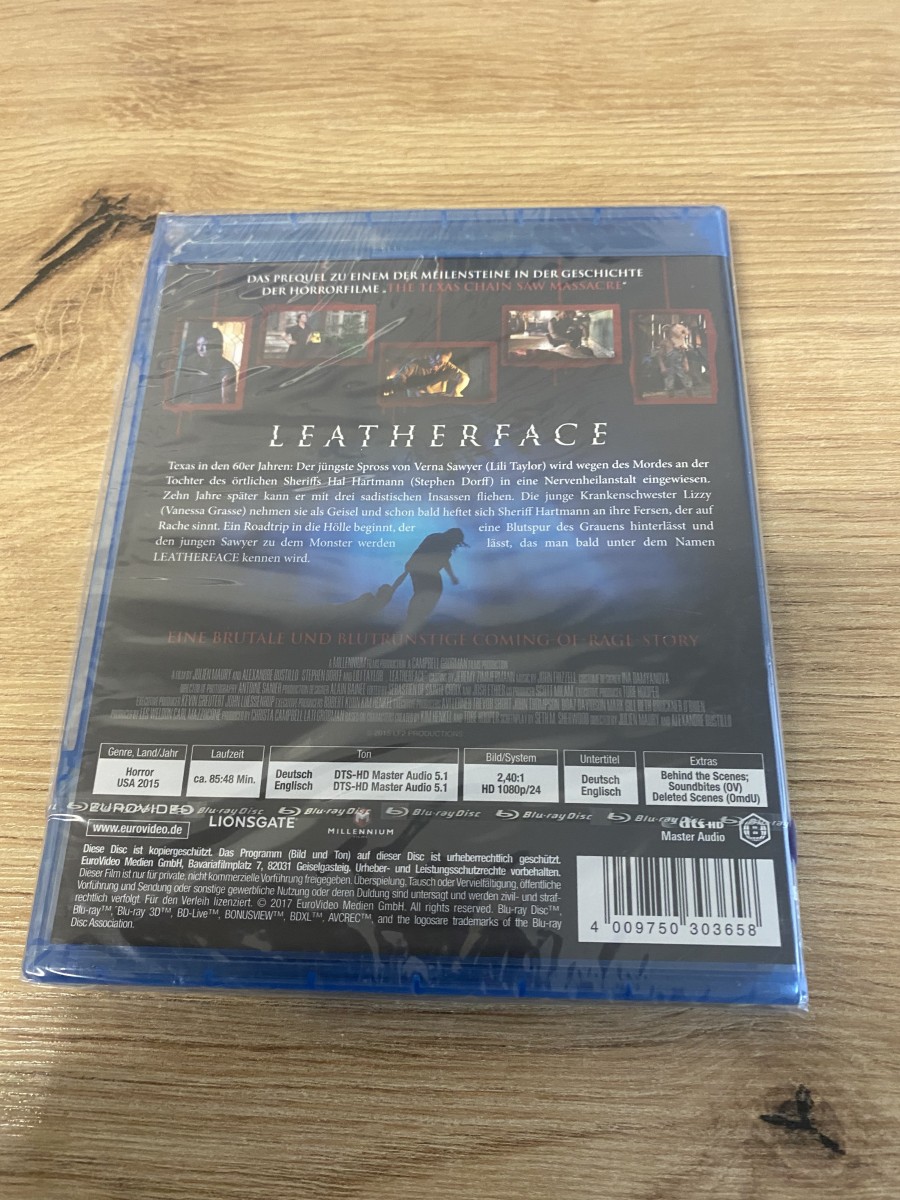 DAS PREQUEL ZU EINEM DER MEILENSTEINE IN DER GESCHICHTE
DER HORRORFILME „THE TEXAS CHAIN SAW MASSACRE“
LEATHERFACE
Texas in den 60er Jahren: Der jüngste Spross von Verna Sawyer (Lili Taylor) wird wegen des Mordes an der
Tochter des örtlichen Sheriffs Hal Hartmann (Stephen Dorff) in eine Nervenheilanstalt eingewiesen.
Zehn Jahre später kann er mit drei sadistischen Insassen fliehen. Die junge Krankenschwester Lizzy
(Vanessa Grasse) nehmen sie als Geisel und schon bald heftet sich Sheriff Hartmann an ihre Fersen, der auf
Rache sinnt. Ein Roadtrip in die Hölle beginnt, der eine Blutspur des Grauens hinterlässt und
den jungen Sawyer zu dem Monster werden lässt, das man bald unter dem Namen
LEATHERFACE kennen wird.
EINE BRUTALE UND BLUTRÜNSTIGE COMING-OF-RAGE-STORY
Genre, Land/Jahr
Horror
USA 2015
Laufzeit
ca. 85:48 Min.
Ton
Deutsch DTS-HD Master Audio 5.1
Englisch DTS-HD Master Audio 5.1
Bild/System
2,40:1
HD 1080p/24
Untertitel
Deutsch
Englisch
Extras
Behind the Scenes;
Soundbites (OV)
Deleted Scenes (OmdU)
EUROVIDEO
www.eurovideo.de
LIONSGATE
MILLENNIUM
Blu-ray Disc Blu-ray Disc Blu-ray Disc Blu-ray Disc
dts-HD
Master Audio
B
Diese Disc ist kopiergeschützt. Das Programm (Bild und Ton) auf dieser Disc ist urheberrechtlich geschützt.
EuroVideo Medien GmbH, Bavariafilmplatz 7, 82031 Geiselgasteig. Urheber- und Leistungsschutzrechte vorbehalten.
Dieser Film ist nur für private, nicht kommerzielle Vorführung freigegeben. Überspielung, Tausch oder Vervielfältigung, öffentliche
Vorführung und Sendung oder sonstige gewerbliche Nutzung oder deren Duldung sind untersagt und werden zivil- und straf-
rechtlich verfolgt. Für den Verleih lizenziert. © 2017 EuroVideo Medien GmbH. All rights reserved. Blu-ray Disc™,
Blu-ray™, Blu-ray 3D™, BD-Live™, BONUSVIEW™, BDXL™, AVCREC™, and the logosare trademarks of the Blu-ray
Disc Association.
4 009750 303658